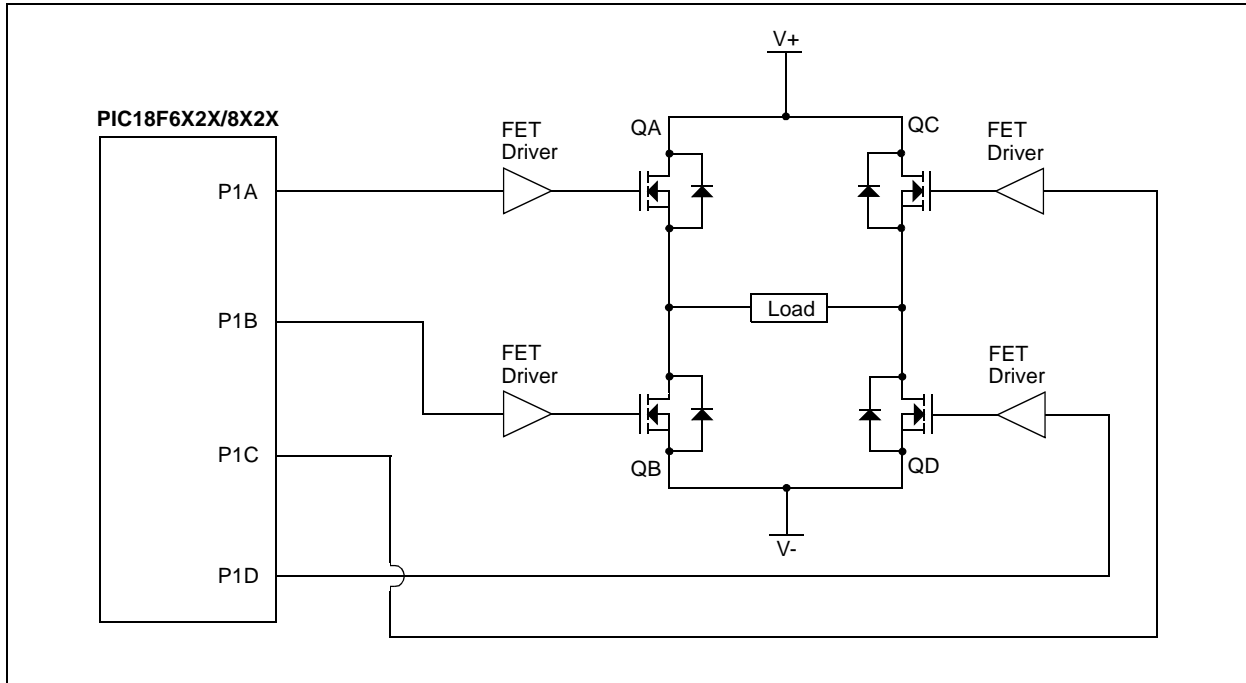 V+
PIC18F6X2X/8X2X
FET
Driver
QA
QC
FET
Driver
P1A
Load
P1B
FET
Driver
FET
Driver
P1C
QB
QD
V-
P1D